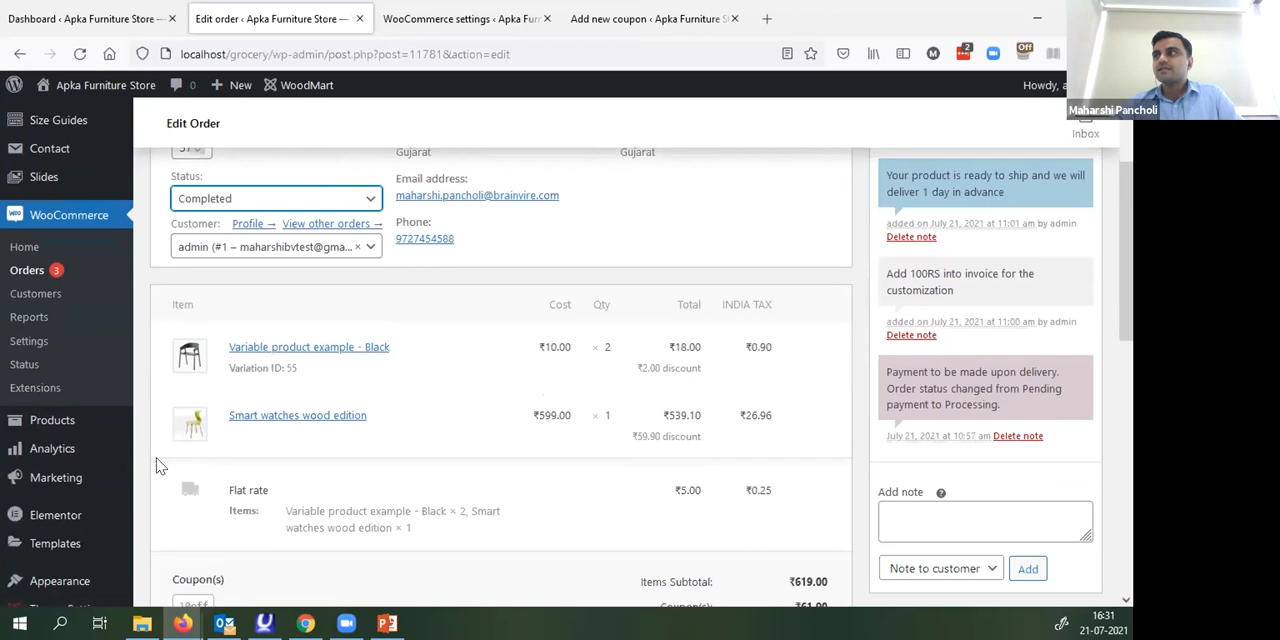 Dashboard ‹ Apka Furniture Store —
Edit order ‹ Apka Furniture Store —
WooCommerce settings ‹ Apka Fur
Add new coupon ‹ Apka Furniture S
localhost/grocery/wp-admin/post.php?post=11781&action=edit
2
Off
Apka Furniture Store
0
New
WoodMart
Howdy, a
Maharshi Pancholi
Size Guides
Contact
Slides
WooCommerce
Home
Orders 3
Customers
Reports
Settings
Status
Extensions
Products
Analytics
Marketing
Elementor
Templates
Appearance
Edit Order
Inbox
Gujarat
Gujarat
Status:
Completed
Customer: Profile → View other orders →
admin (#1 – maharshibvtest@gma... ×
Email address:
maharshi.pancholi@brainvire.com
Phone:
9727454588
Item Cost Qty Total INDIA TAX
Variable product example - Black ₹10.00 × 2 ₹18.00 ₹0.90
Variation ID: 55 ₹2.00 discount
Smart watches wood edition ₹599.00 × 1 ₹539.10 ₹26.96
₹59.90 discount
Flat rate ₹5.00 ₹0.25
Items: Variable product example - Black × 2, Smart
watches wood edition × 1
Coupon(s)
Items Subtotal: ₹619.00
Your product is ready to ship and we will
deliver 1 day in advance
added on July 21, 2021 at 11:01 am by admin
Delete note
Add 100RS into invoice for the
customization
added on July 21, 2021 at 11:00 am by admin
Delete note
Payment to be made upon delivery.
Order status changed from Pending
payment to Processing.
July 21, 2021 at 10:57 am Delete note
Add note
Note to customer
Add
16:31
21-07-2021